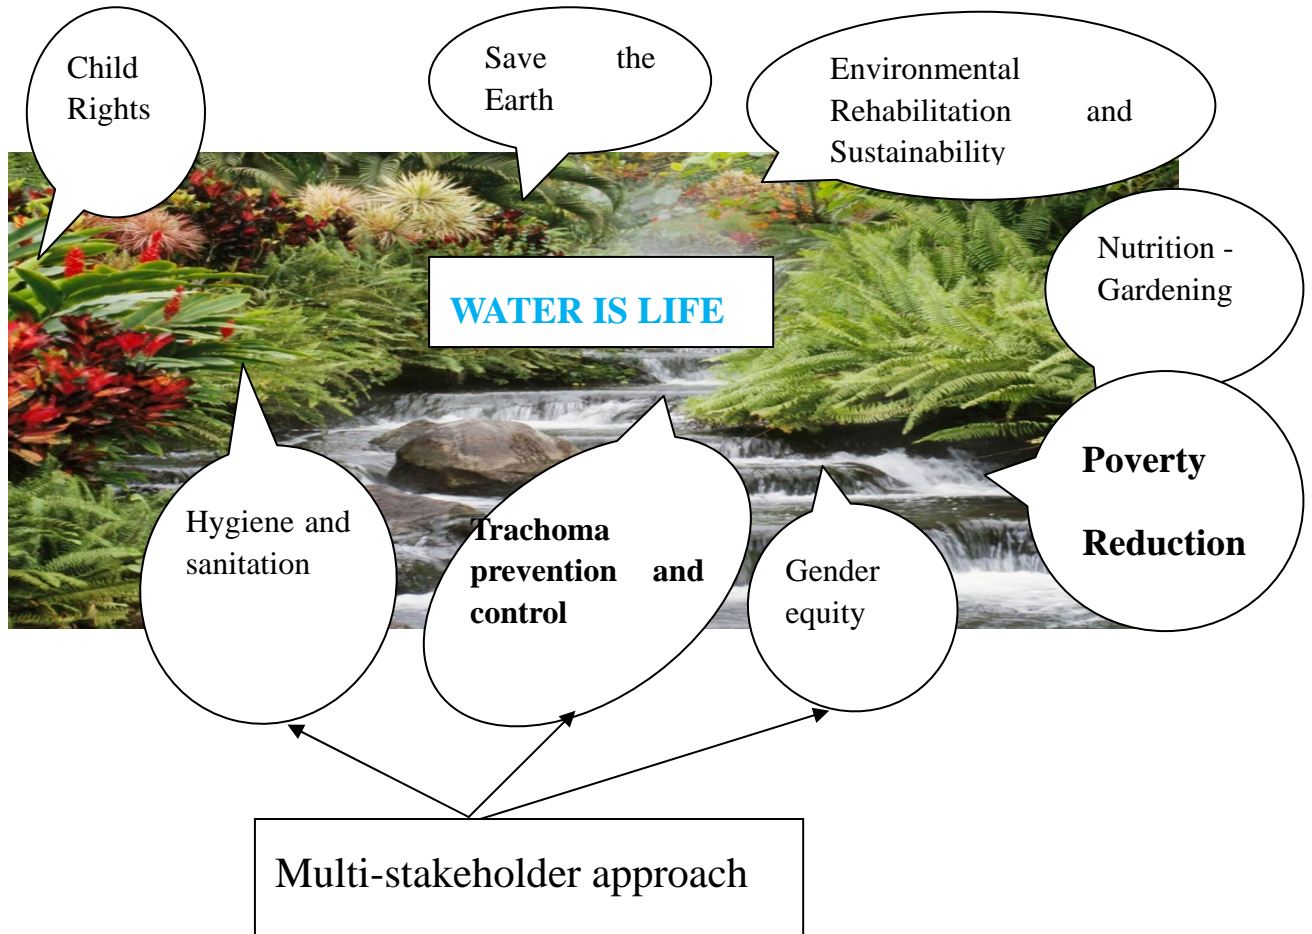 Child
Rights
Save the
Earth
Environmental
Rehabilitation and
Sustainability
Nutrition -
Gardening
WATER IS LIFE
Poverty
Reduction
Hygiene and
sanitation
Trachoma
prevention and
control
Gender
equity
Multi-stakeholder approach